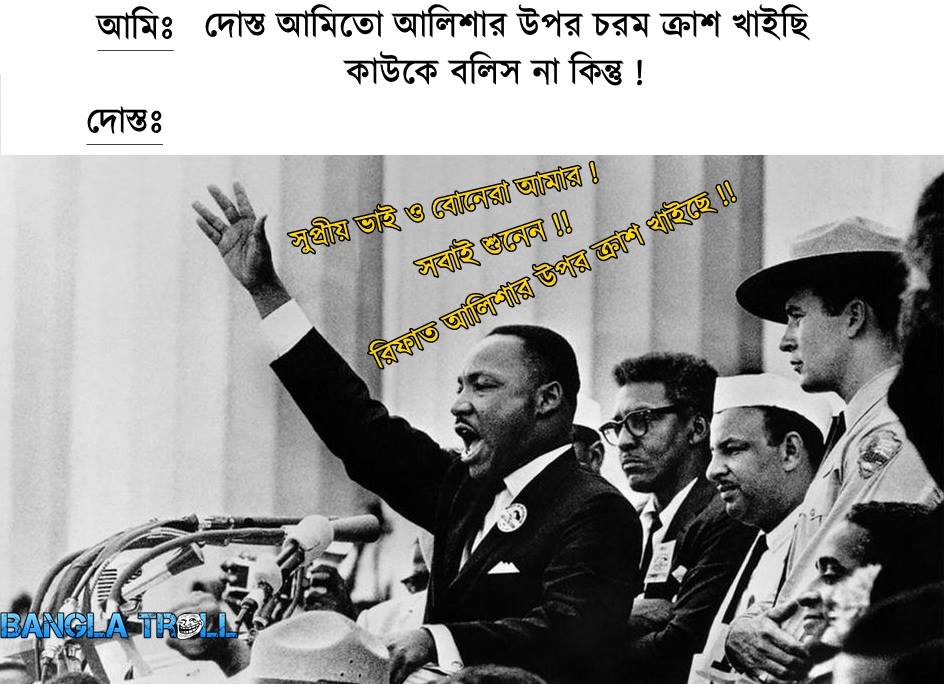 আমিঃ দোস্ত আমিতো আলিশার উপর চরম ক্রাশ খাইছি
কাউকে বলিস না কিন্তু !
দোস্তঃ
সুপ্রীয় ভাই ও বোনেরা আমার !
সবাই শুনেন !!
রিফাত আলিশার উপর ক্রাশ খাইছে !!
BANGLA TROLL